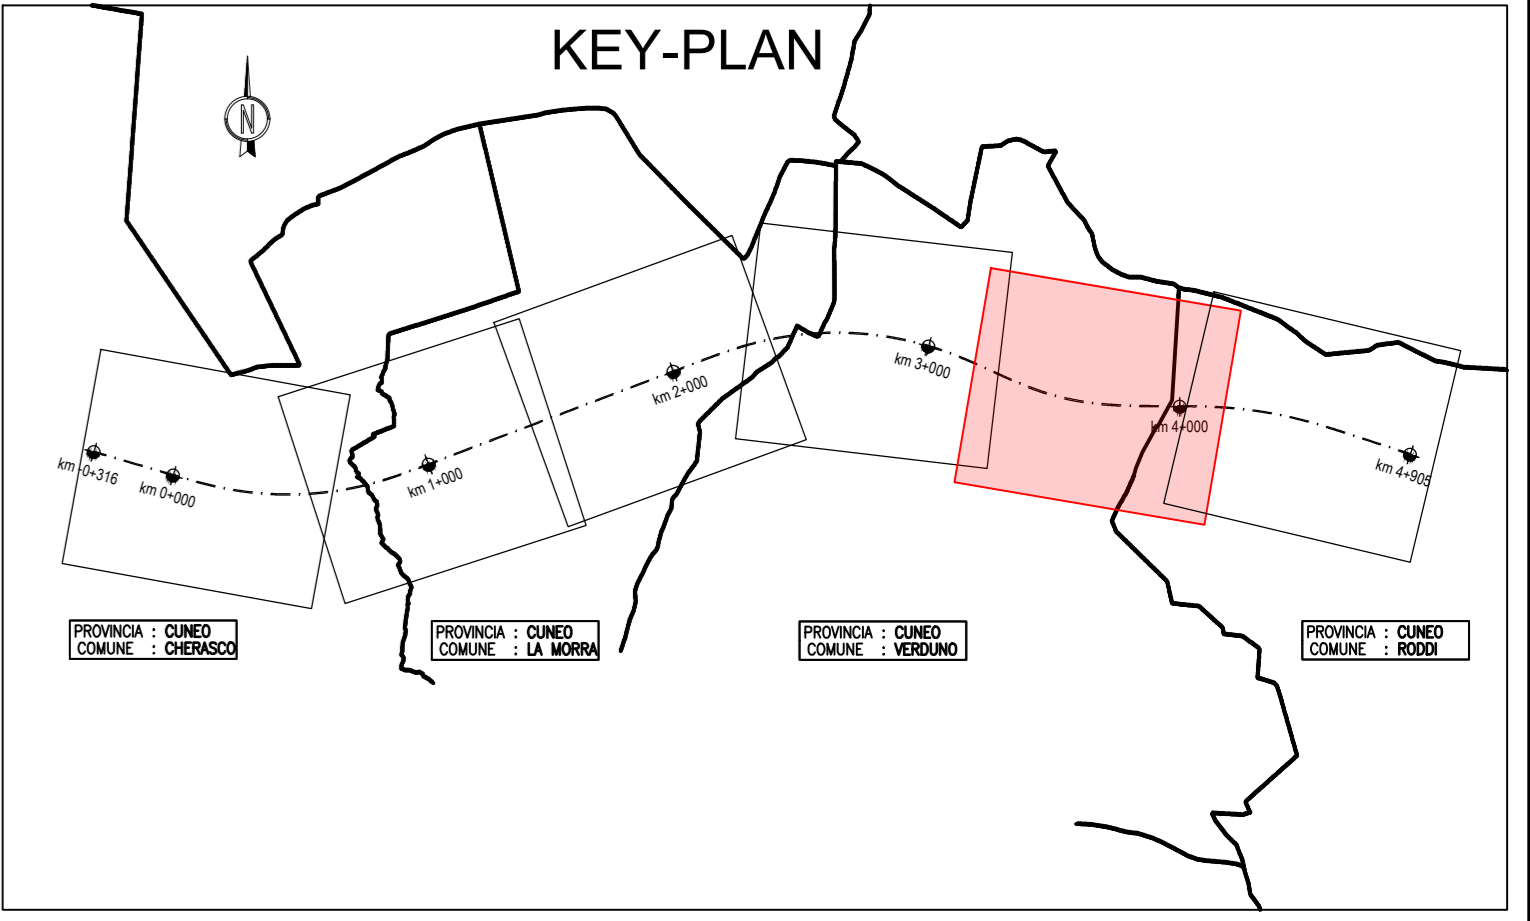 KEY-PLAN
N
km -0+316
km 0+000
km 1+000
km 2+000
km 3+000
km 4+000
km 4+905
PROVINCIA : CUNEO
COMUNE : CHERASCO
PROVINCIA : CUNEO
COMUNE : LA MORRA
PROVINCIA : CUNEO
COMUNE : VERDUNO
PROVINCIA : CUNEO
COMUNE : RODDI